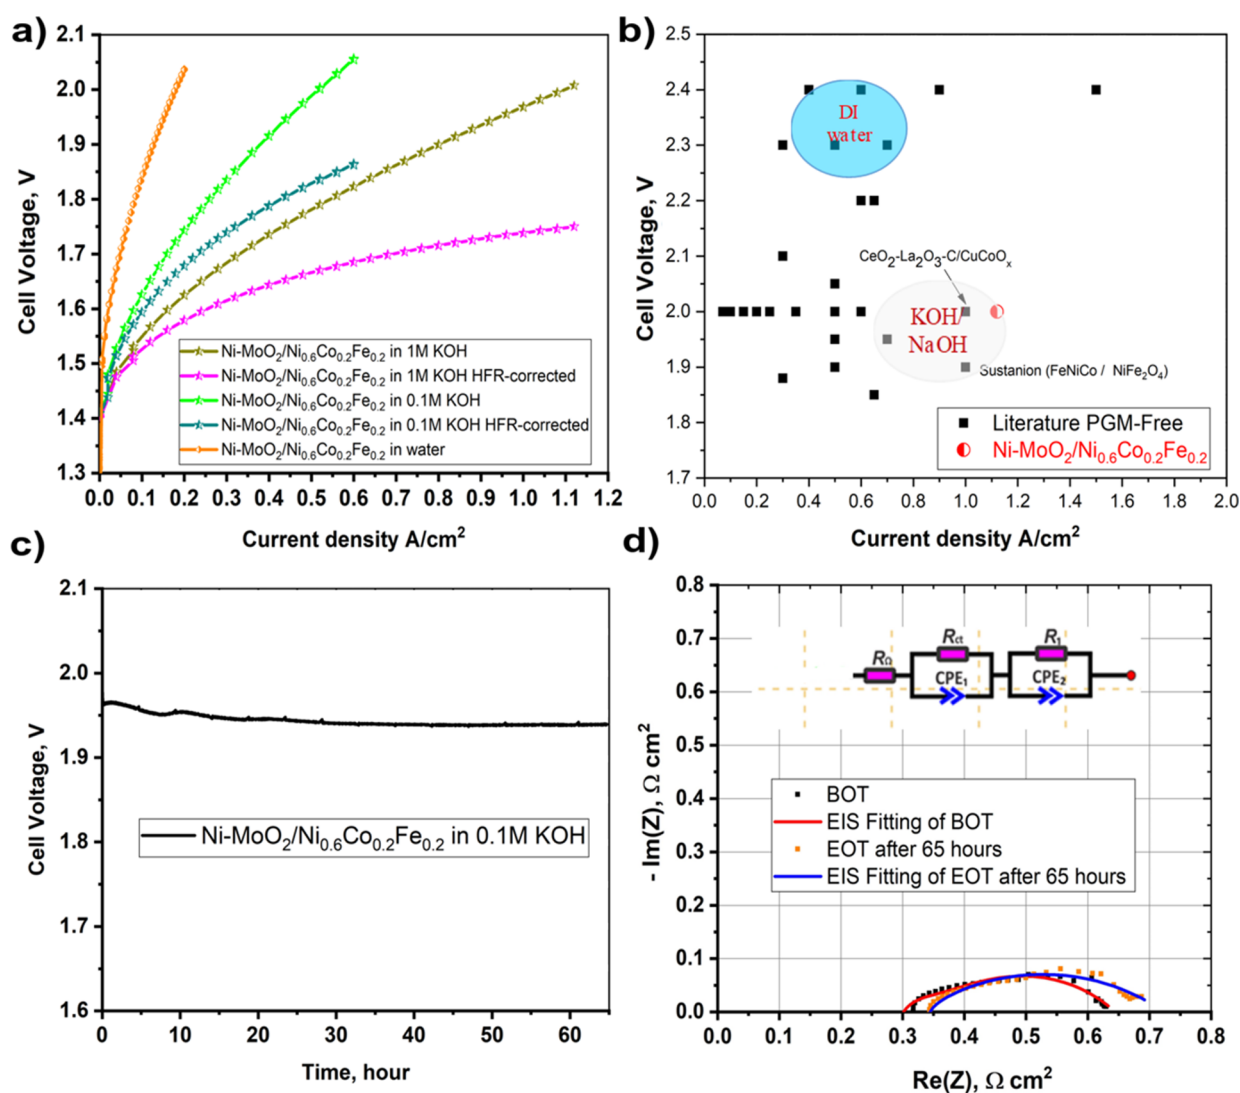 a)
2.1
2.0
1.9
1.8
1.7
1.6
1.5
1.4
1.3
Cell Voltage, V
Ni-MoO2/Ni0.6Co0.2Fe0.2 in 1M KOH
Ni-MoO2/Ni0.6Co0.2Fe0.2 in 1M KOH HFR-corrected
Ni-MoO2/Ni0.6Co0.2Fe0.2 in 0.1M KOH
Ni-MoO2/Ni0.6Co0.2Fe0.2 in 0.1M KOH HFR-corrected
Ni-MoO2/Ni0.6Co0.2Fe0.2 in water
0.0 0.1 0.2 0.3 0.4 0.5 0.6 0.7 0.8 0.9 1.0 1.1 1.2
Current density A/cm2
b)
2.5
2.4
2.3
2.2
2.1
2.0
1.9
1.8
1.7
Cell Voltage, V
DI
water
CeO2-La2O3-C/CuCoOx
KOH/
NaOH
Sustanion (FeNiCo / NiFe2O4)
Literature PGM-Free
Ni-MoO2/Ni0.6Co0.2Fe0.2
0.0 0.2 0.4 0.6 0.8 1.0 1.2 1.4 1.6 1.8 2.0
Current density A/cm2
c)
2.1
2.0
1.9
1.8
1.7
1.6
Cell Voltage, V
Ni-MoO2/Ni0.6Co0.2Fe0.2 in 0.1M KOH
0 10 20 30 40 50 60
Time, hour
d)
0.8
0.7
0.6
0.5
0.4
0.3
0.2
0.1
0.0
- Im(Z), Ω cm2
RΩ
Rct
R1
CPE1
CPE2
BOT
EIS Fitting of BOT
EOT after 65 hours
EIS Fitting of EOT after 65 hours
0.0 0.1 0.2 0.3 0.4 0.5 0.6 0.7 0.8
Re(Z), Ω cm2